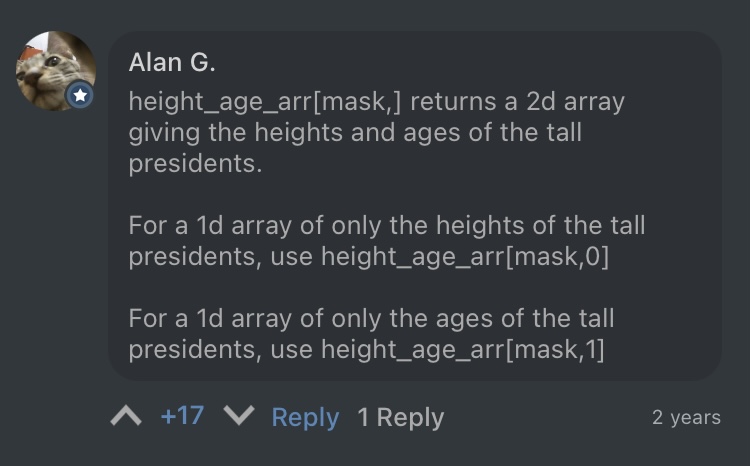 Alan G.
height_age_arr[mask,] returns a 2d array
giving the heights and ages of the tall
presidents.
For a 1d array of only the heights of the tall
presidents, use height_age_arr[mask,0]
For a 1d array of only the ages of the tall
presidents, use height_age_arr[mask,1]
+17 Reply 1 Reply 2 years